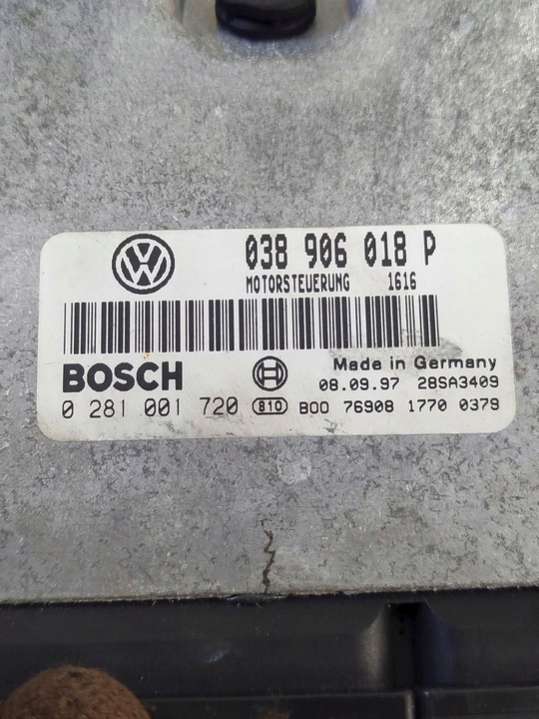 038 906 018 P
MOTORSTEUERUNG 1616
BOSCH
Made in Germany
08.09.97 28SA3409
0 281 001 720 B10 B00 76908 1770 0379